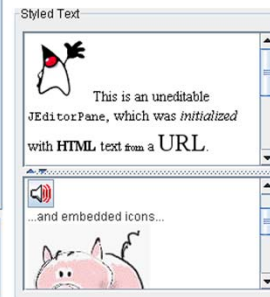 Styled Text
This is an uneditable
JEditorPane, which was initialized
with HTML text from a URL.
...and embedded icons...